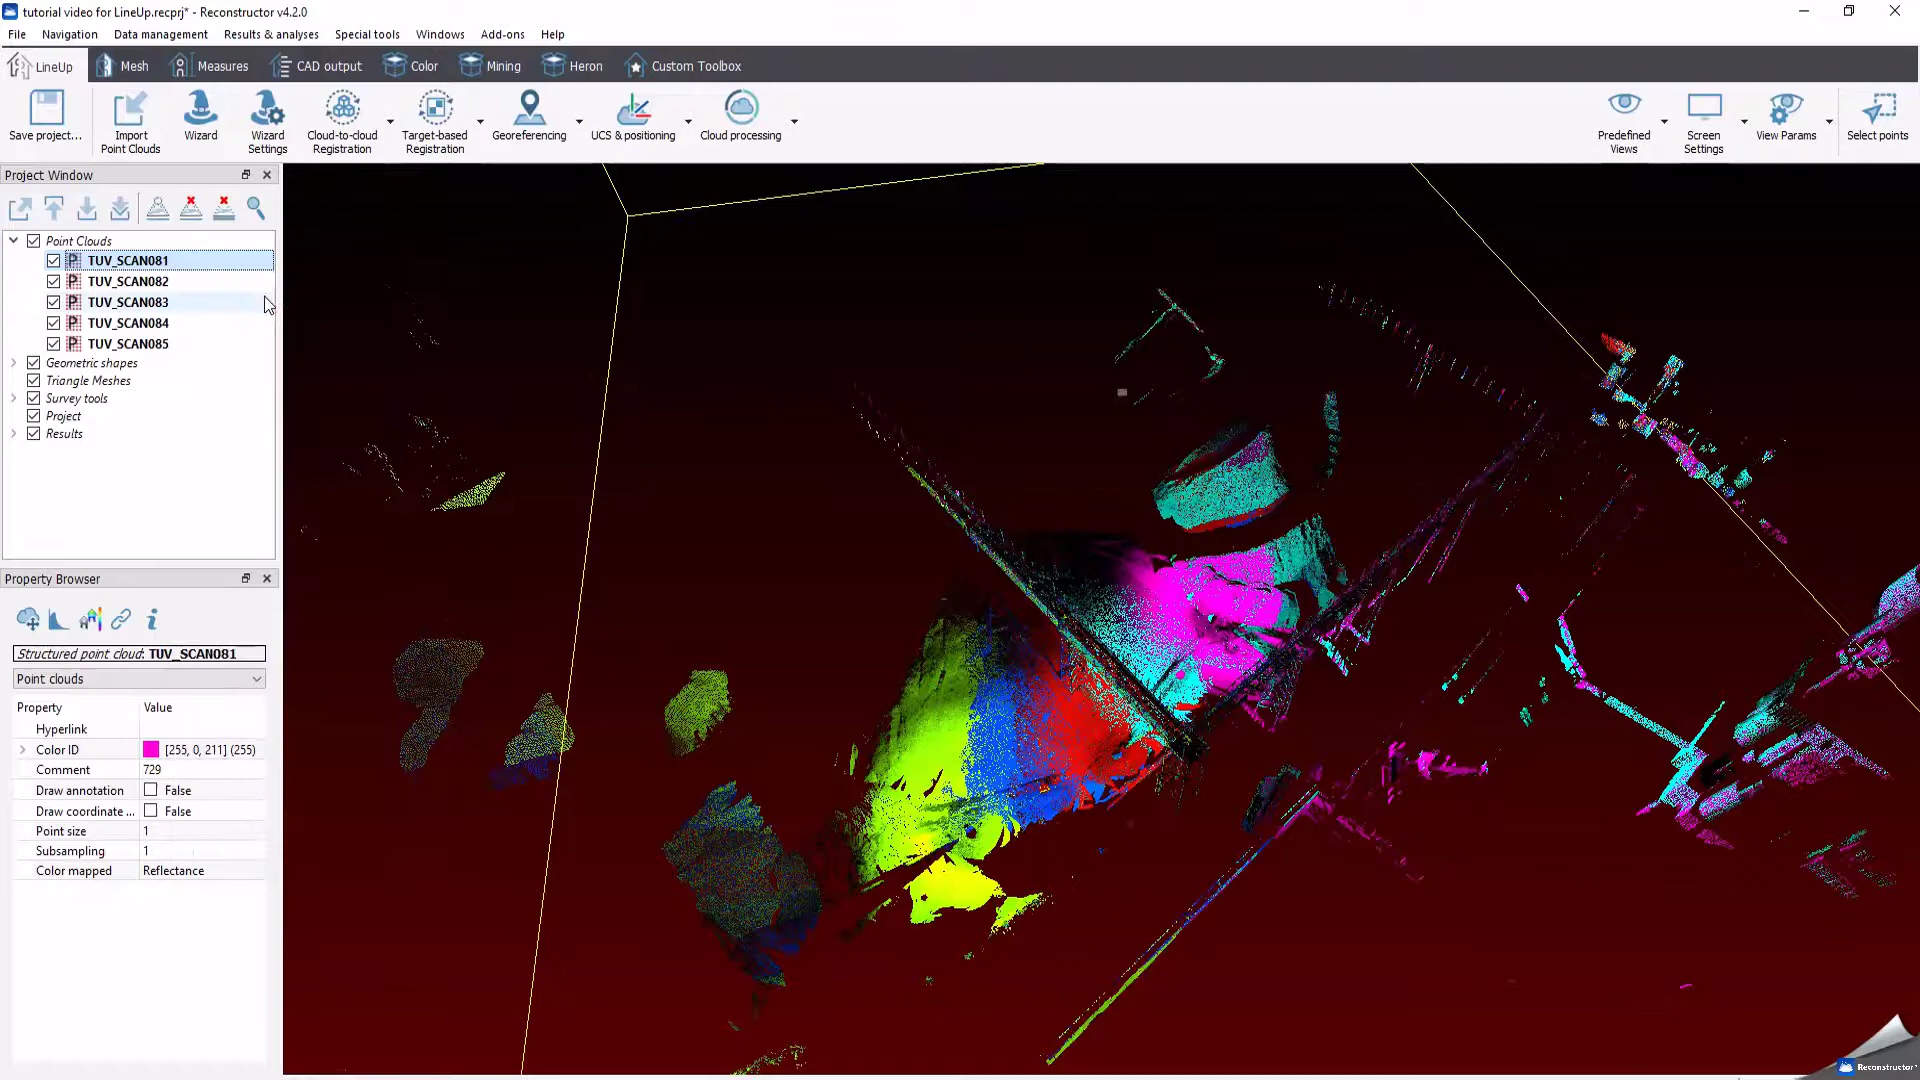 tutorial video for LineUp.recprj* - Reconstructor v4.2.0
File Navigation Data management Results & analyses Special tools Windows Add-ons Help
LineUp Mesh Measures CAD output Color Mining Heron Custom Toolbox
Save project... Import Point Clouds Wizard Wizard Settings Cloud-to-cloud Registration Target-based Registration Georeferencing UCS & positioning Cloud processing Predefined Views Screen Settings View Params Select points
Project Window
Point Clouds
P TUV_SCAN081
P TUV_SCAN082
P TUV_SCAN083
P TUV_SCAN084
P TUV_SCAN085
Geometric shapes
Triangle Meshes
Survey tools
Project
Results
Property Browser
Structured point cloud: TUV_SCAN081
Point clouds
Property Value
Hyperlink
Color ID [255, 0, 211] (255)
Comment 729
Draw annotation False
Draw coordinate ... False
Point size 1
Subsampling 1
Color mapped Reflectance
Reconstructor